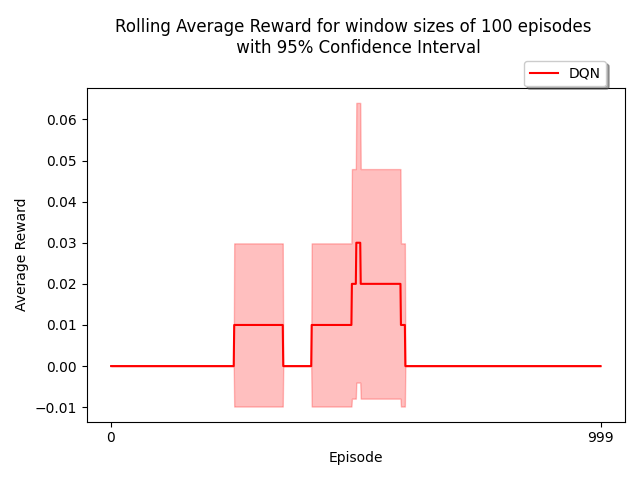 Rolling Average Reward for window sizes of 100 episodes
with 95% Confidence Interval
DQN
0.06
0.05
0.04
0.03
0.02
0.01
0.00
−0.01
Average Reward
0
999
Episode